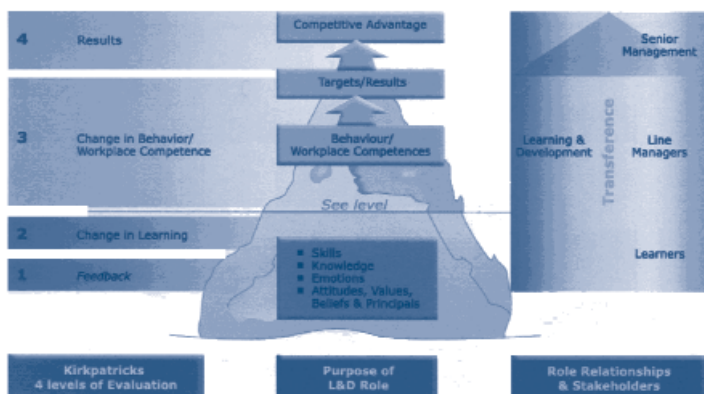 4 Results
3 Change in Behavior/
Workplace Competence
2 Change in Learning
1 Feedback
Kirkpatricks
4 levels of Evaluation
Competitive Advantage
Targets/Results
Behaviour/
Workplace Competences
See level
▪ Skills
▪ Knowledge
▪ Emotions
▪ Attitudes, Values,
Beliefs & Principals
Purpose of
L&D Role
Senior
Management
Learning &
Development
Transference
Line
Managers
Learners
Role Relationships
& Stakeholders